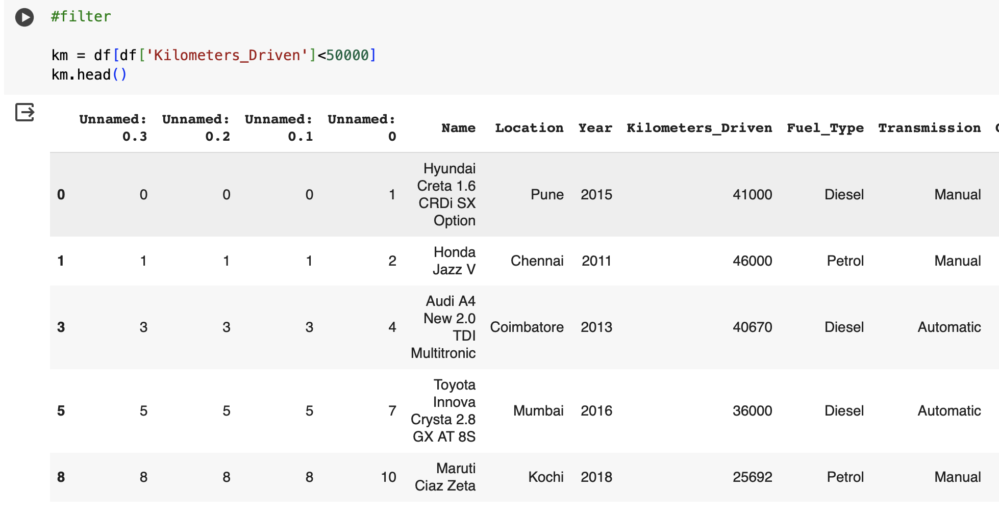 #filter
km = df[df['Kilometers_Driven']<50000]
km.head()
Unnamed: 0.3 Unnamed: 0.2 Unnamed: 0.1 Unnamed: 0 Name Location Year Kilometers_Driven Fuel_Type Transmission
0 0 0 0 1 Hyundai Creta 1.6 CRDi SX Option Pune 2015 41000 Diesel Manual
1 1 1 1 2 Honda Jazz V Chennai 2011 46000 Petrol Manual
3 3 3 3 4 Audi A4 New 2.0 TDI Multitronic Coimbatore 2013 40670 Diesel Automatic
5 5 5 5 7 Toyota Innova Crysta 2.8 GX AT 8S Mumbai 2016 36000 Diesel Automatic
8 8 8 8 10 Maruti Ciaz Zeta Kochi 2018 25692 Petrol Manual